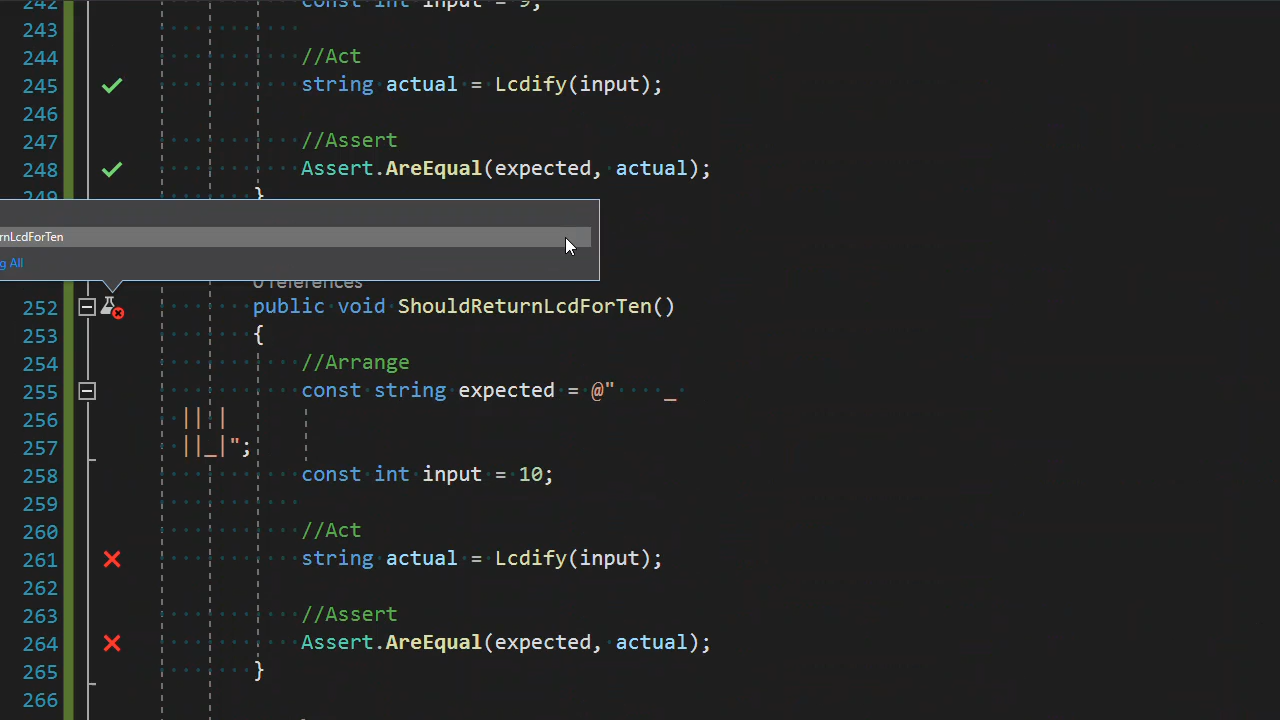 242 const int input = 9;
243
244 //Act
245 string actual = Lcdify(input);
246
247 //Assert
248 Assert.AreEqual(expected, actual);
249 }
rnLcdForTen
g All
0 references
252 public void ShouldReturnLcdForTen()
253 {
254 //Arrange
255 const string expected = @"    _ 
256  || |
257  ||_|";
258 const int input = 10;
259
260 //Act
261 string actual = Lcdify(input);
262
263 //Assert
264 Assert.AreEqual(expected, actual);
265 }
266